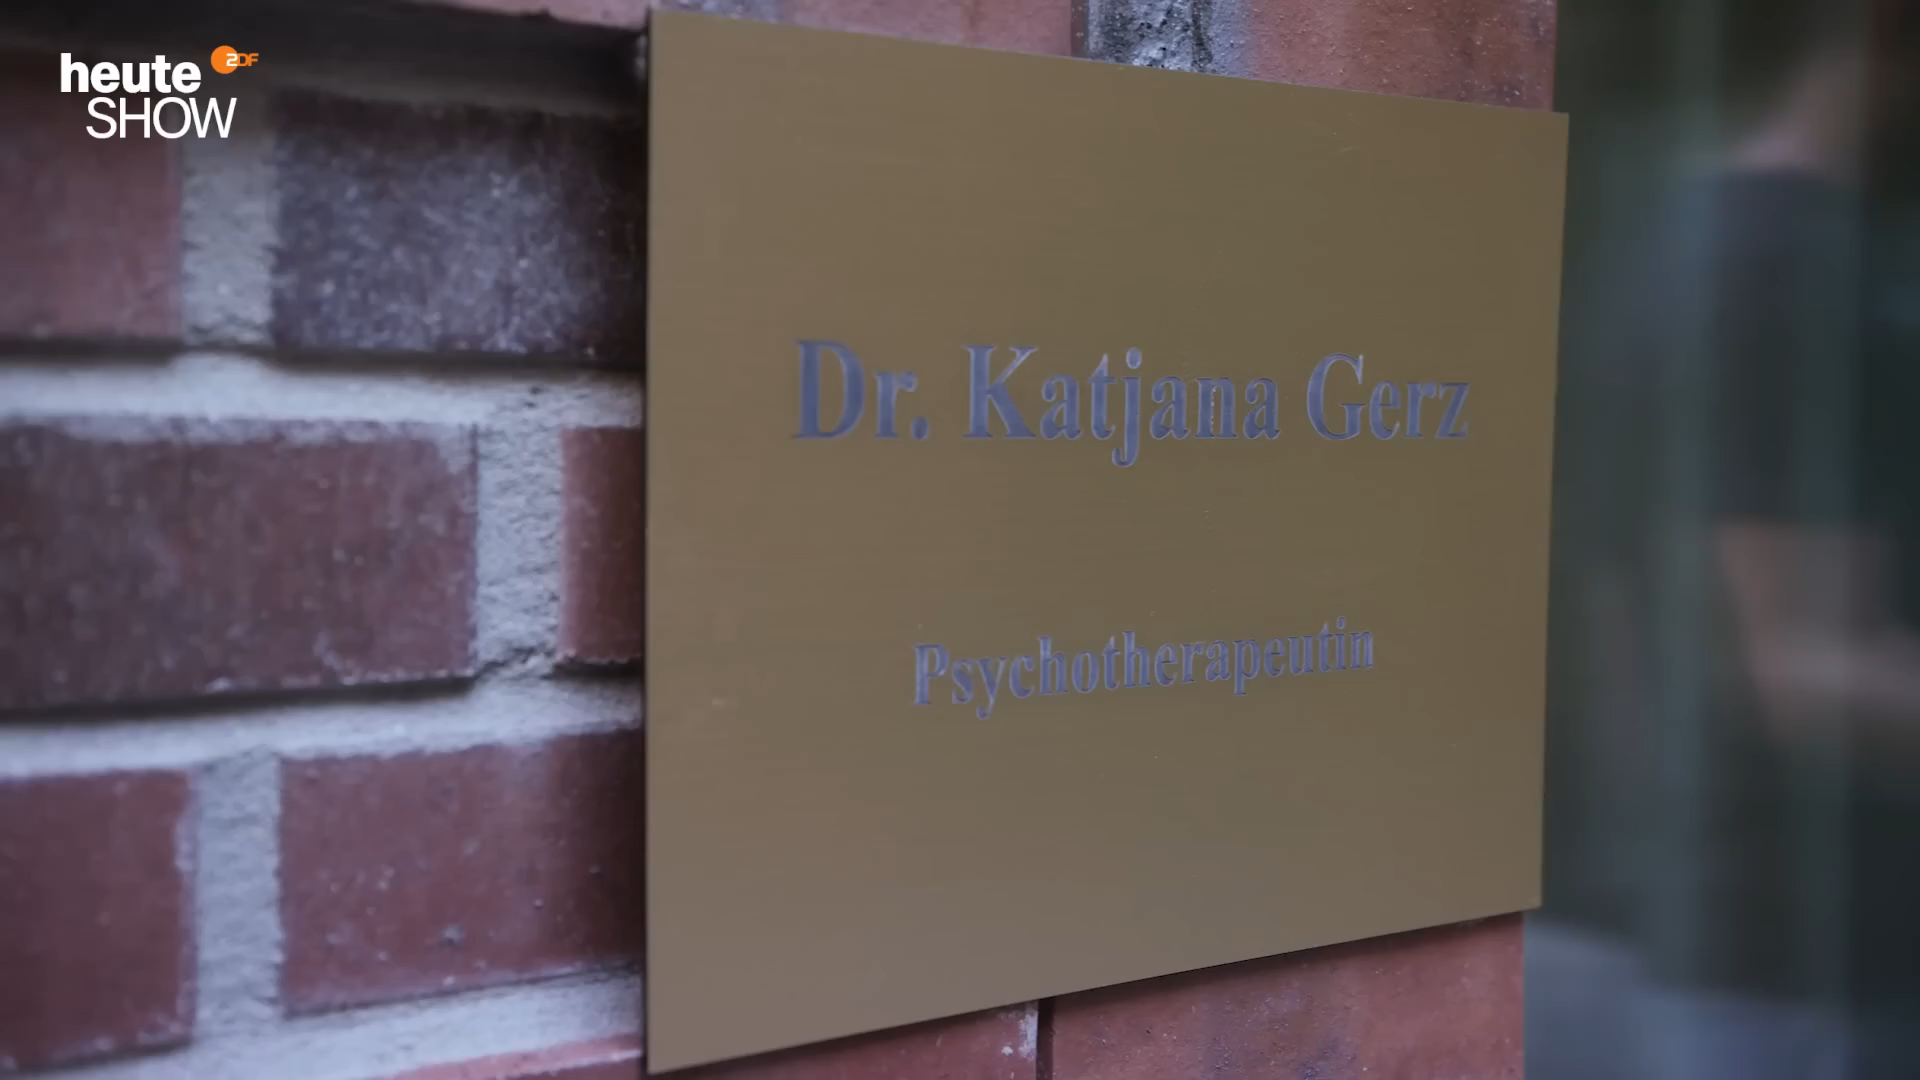 heute
ZDF
SHOW
Dr. Katjana Gerz
Psychotherapeutin